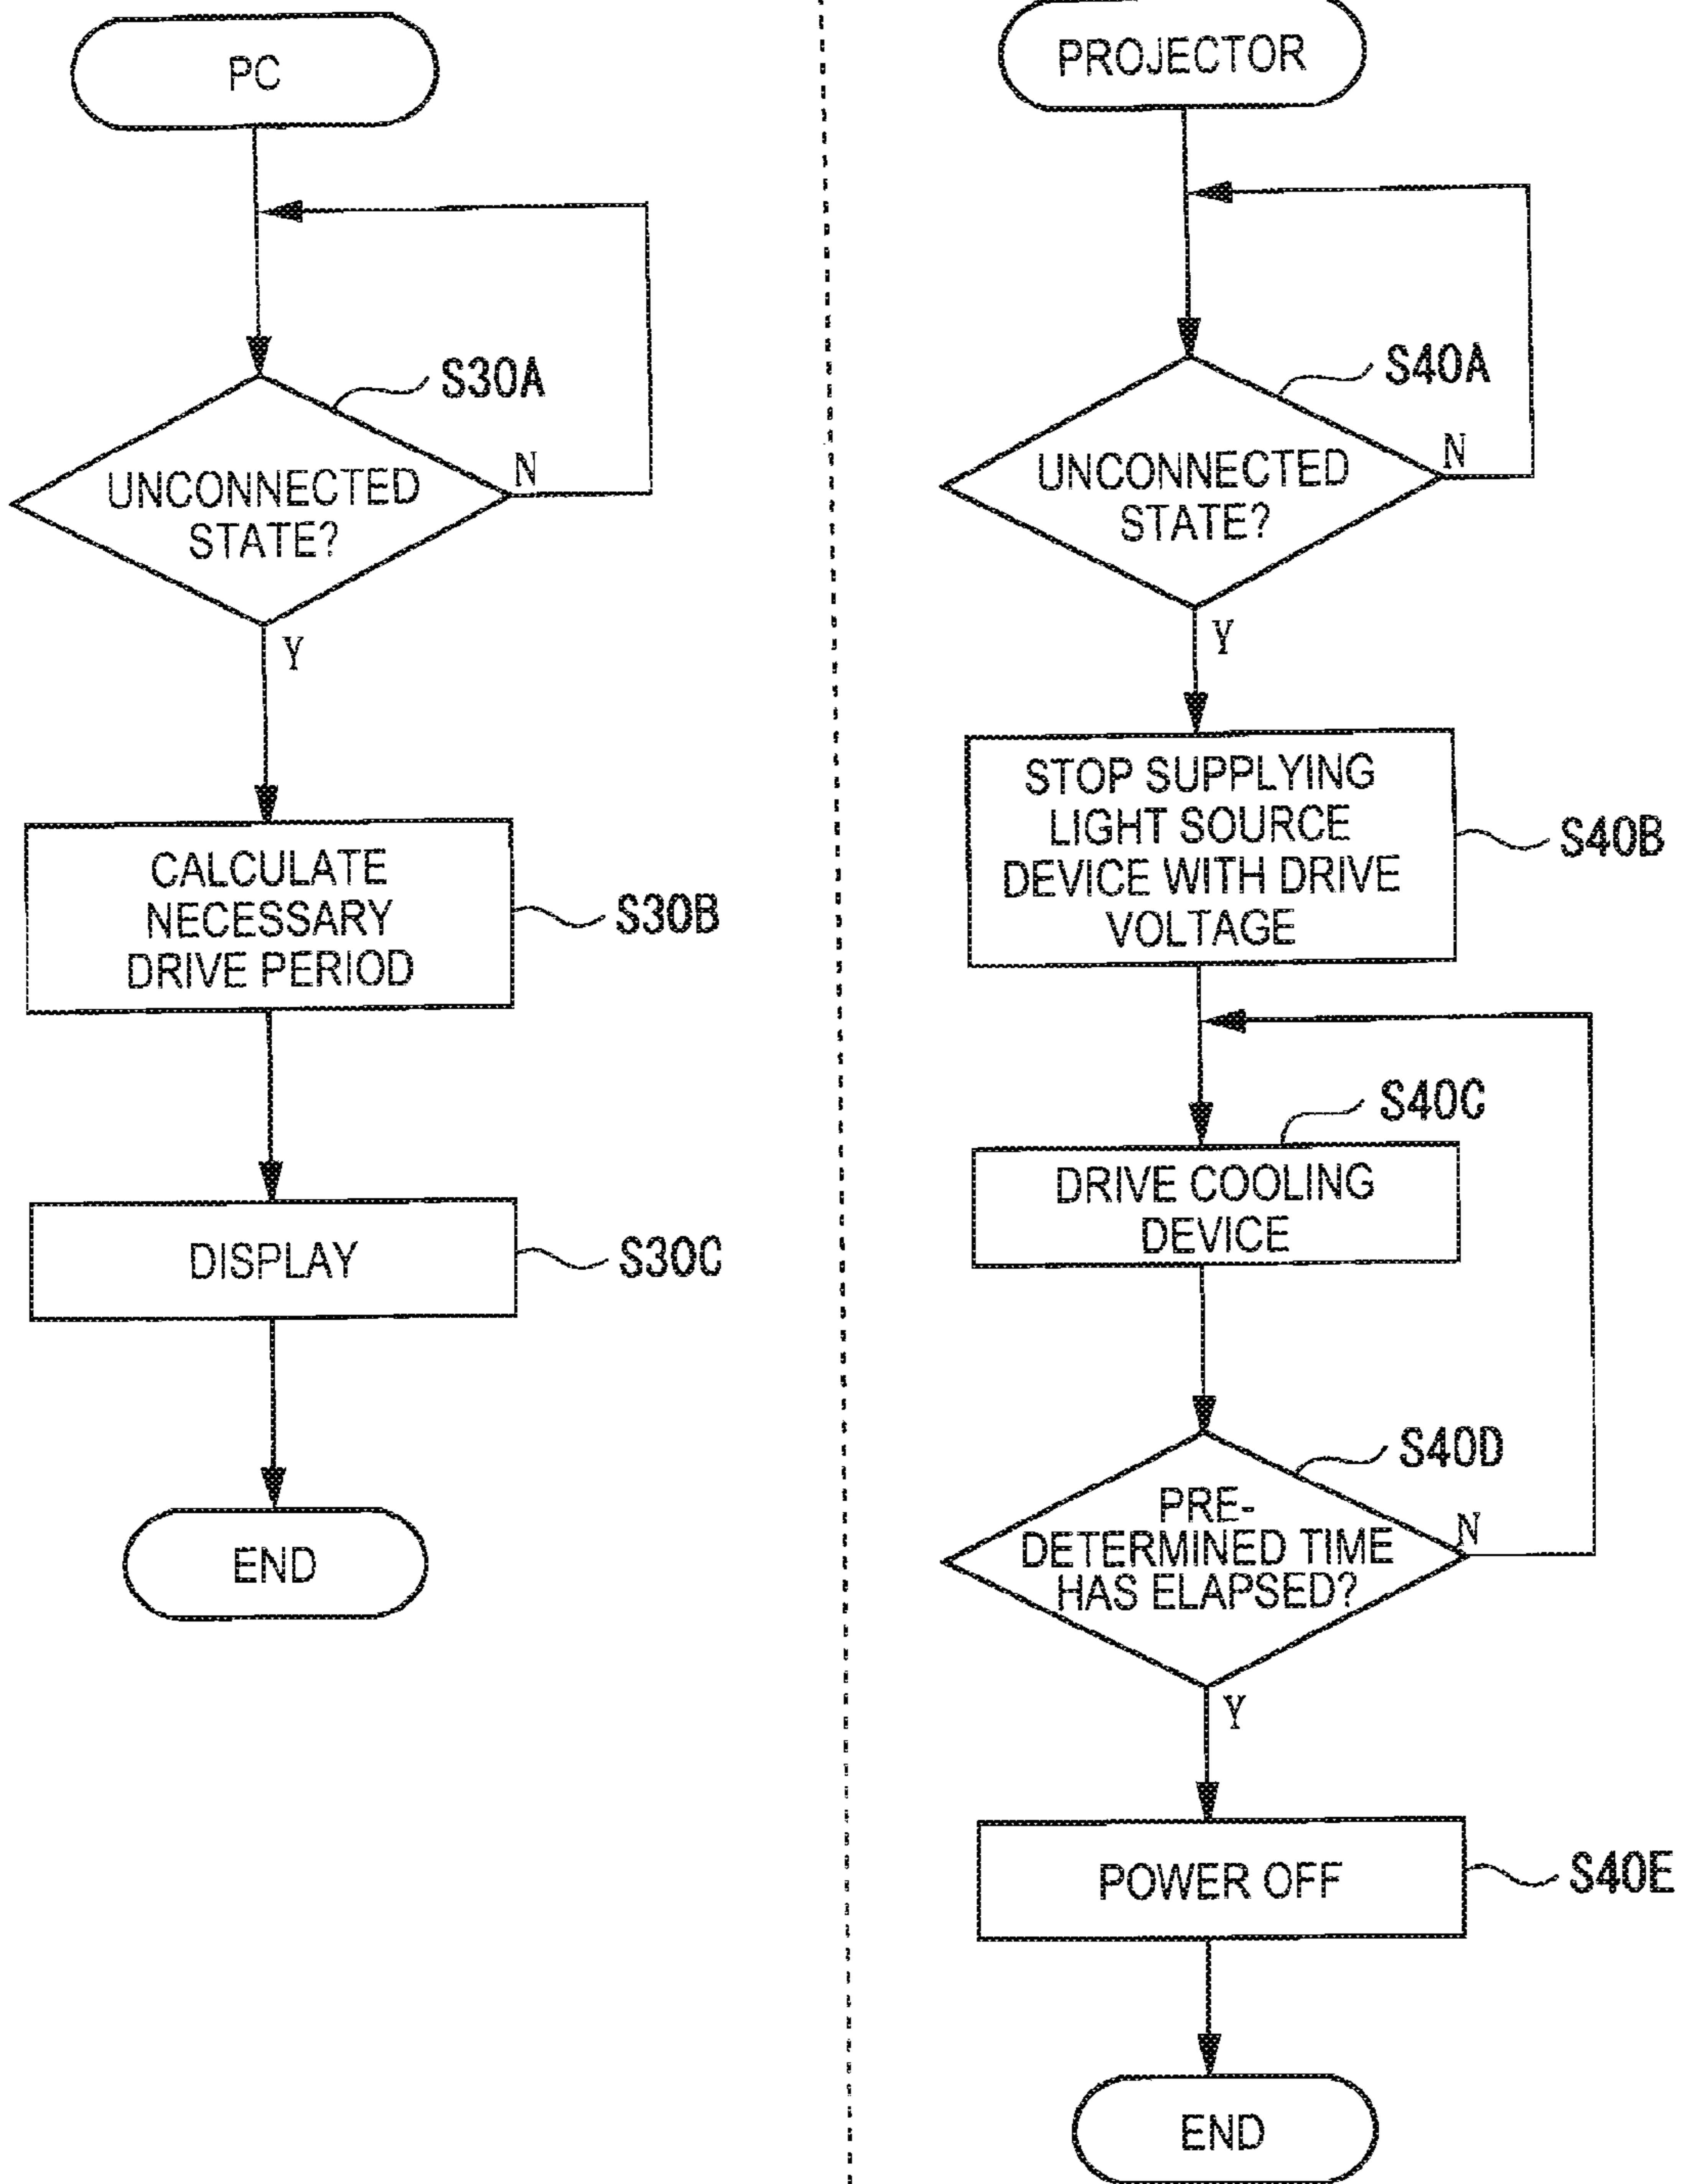 PC
S30A
UNCONNECTED
STATE?
N
Y
CALCULATE
NECESSARY
DRIVE PERIOD
S30B
DISPLAY
S30C
END
PROJECTOR
S40A
UNCONNECTED
STATE?
N
Y
STOP SUPPLYING
LIGHT SOURCE
DEVICE WITH DRIVE
VOLTAGE
S40B
S40C
DRIVE COOLING
DEVICE
S40D
PRE-
DETERMINED TIME
HAS ELAPSED?
N
Y
POWER OFF
S40E
END